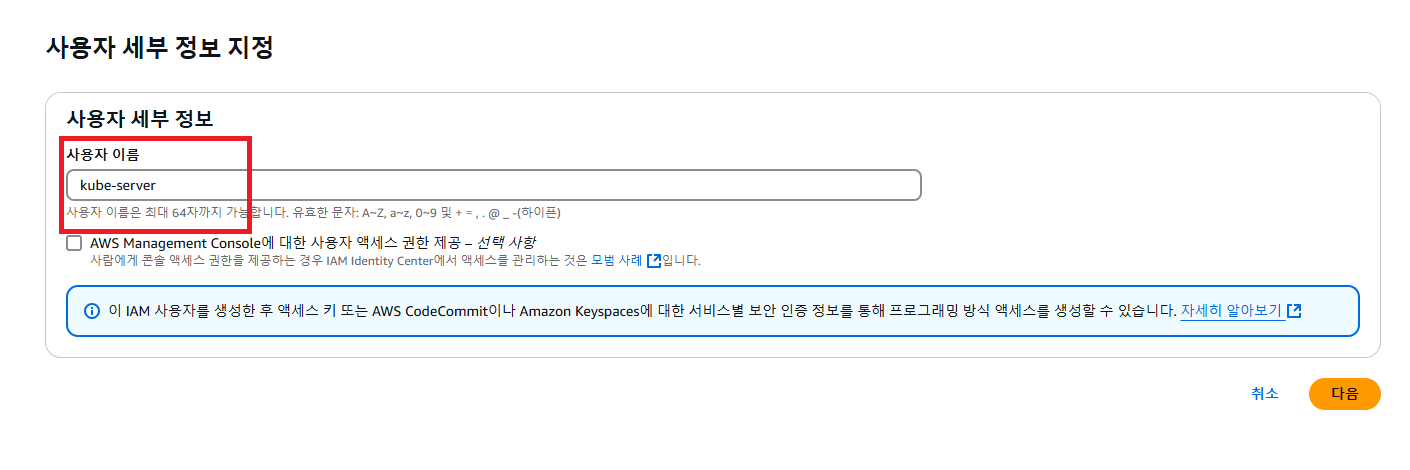 사용자 세부 정보 지정
사용자 세부 정보
사용자 이름
kube-server
사용자 이름은 최대 64자까지 가능합니다. 유효한 문자: A~Z, a~z, 0~9 및 + = , . @ _ -(하이픈)
AWS Management Console에 대한 사용자 액세스 권한 제공 – 선택 사항
사람에게 콘솔 액세스 권한을 제공하는 경우 IAM Identity Center에서 액세스를 관리하는 것은 모범 사례 입니다.
이 IAM 사용자를 생성한 후 액세스 키 또는 AWS CodeCommit이나 Amazon Keyspaces에 대한 서비스별 보안 인증 정보를 통해 프로그래밍 방식 액세스를 생성할 수 있습니다. 자세히 알아보기
취소
다음